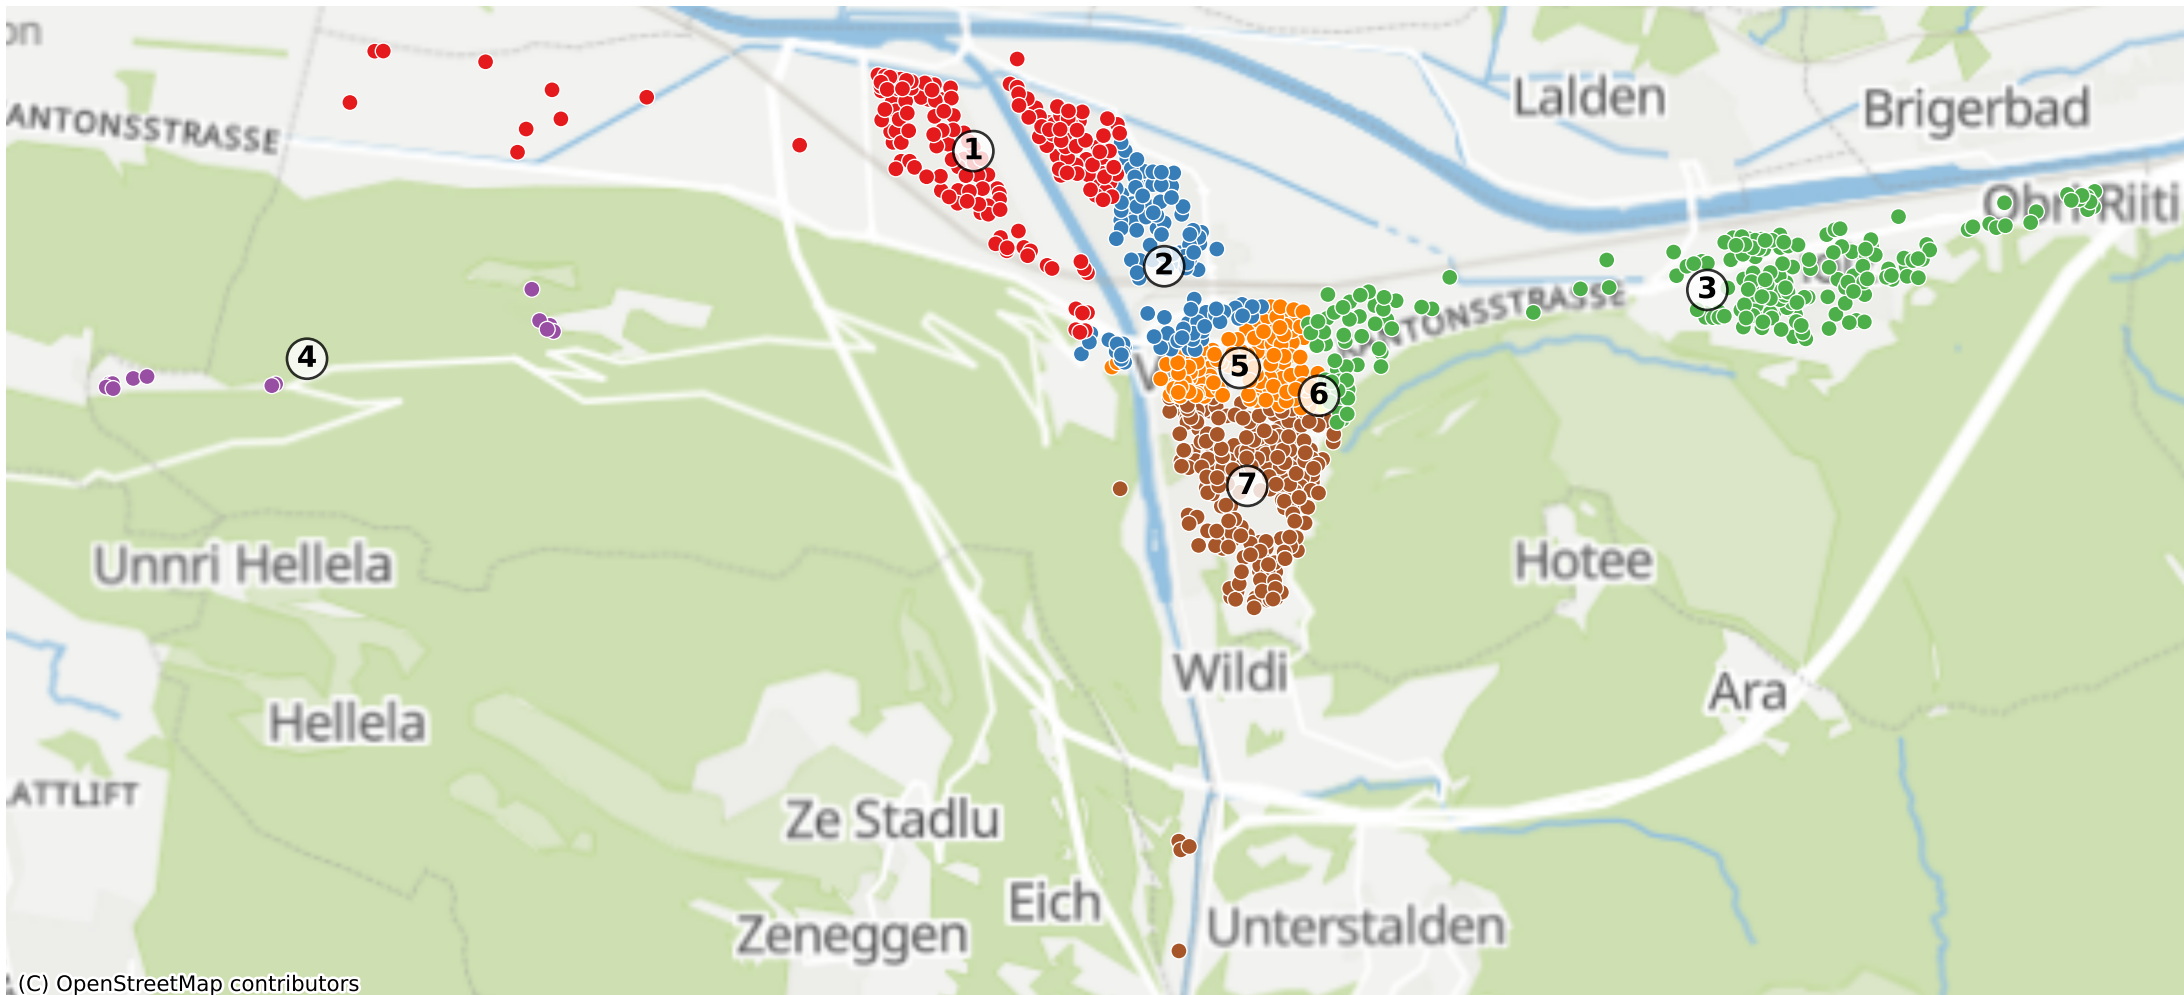 on
Lalden
Brigerbad
ANTONSSTRASSE
1
Obri Riiti
2
3
ANTONSSTRASSE
4
5
V
6
7
Unnri Hellela
Hotee
Wildi
Ara
Hellela
ATTLIFT
Ze Stadlu
Eich
Zeneggen
Unterstalden
(C) OpenStreetMap contributors